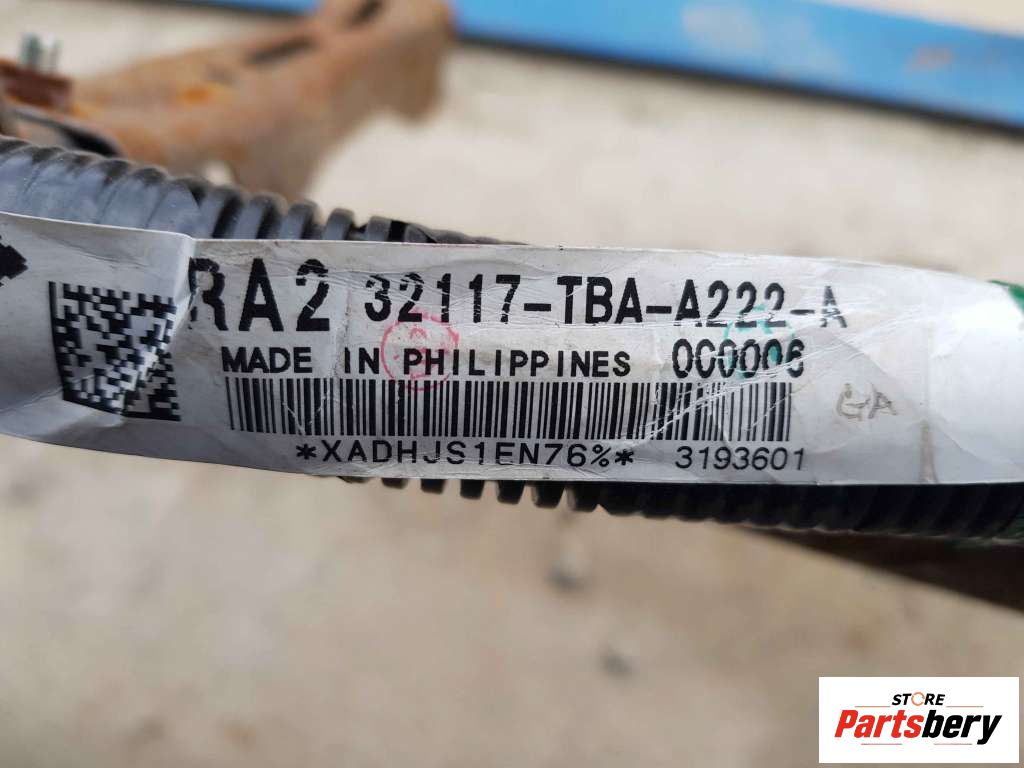 RA2 32117-TBA-A222-A
MADE IN PHILIPPINES 000006
GA
*XADHJS1EN76%* 3193601
STORE
Partsbery